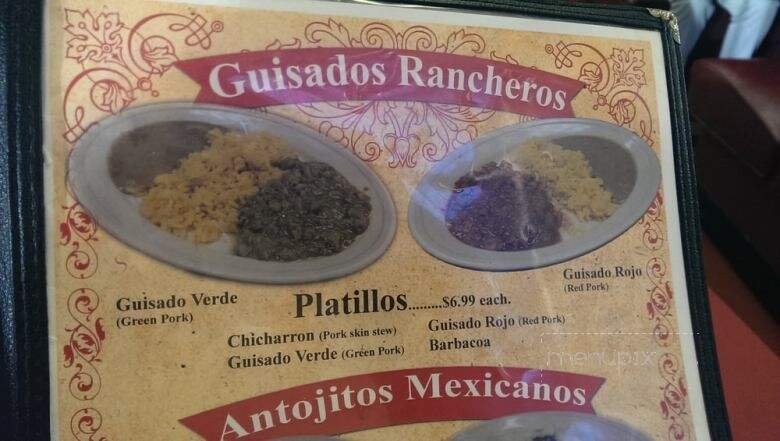 Guisados Rancheros
Guisado Verde
(Green Pork)
Guisado Rojo
(Red Pork)
Platillos.........$6.99 each.
Chicharron (Pork skin stew)
Guisado Verde (Green Pork)
Guisado Rojo (Red Pork)
Barbacoa
menupix
Antojitos Mexicanos